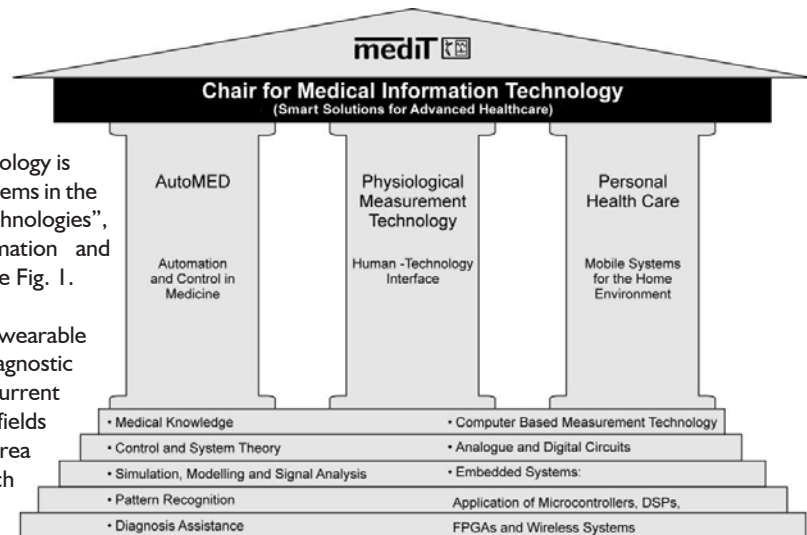 mediT
Chair for Medical Information Technology
(Smart Solutions for Advanced Healthcare)
ology is
ems in the
chnologies”,
mation and
e Fig. 1.
wearable
agnostic
urrent
fields
rea
ch
AutoMED
Automation
and Control in
Medicine
Physiological
Measurement
Technology
Human -Technology
Interface
Personal
Health Care
Mobile Systems
for the Home
Environment
• Medical Knowledge
• Control and System Theory
• Simulation, Modelling and Signal Analysis
• Pattern Recognition
• Diagnosis Assistance
• Computer Based Measurement Technology
• Analogue and Digital Circuits
• Embedded Systems:
Application of Microcontrollers, DSPs,
FPGAs and Wireless Systems